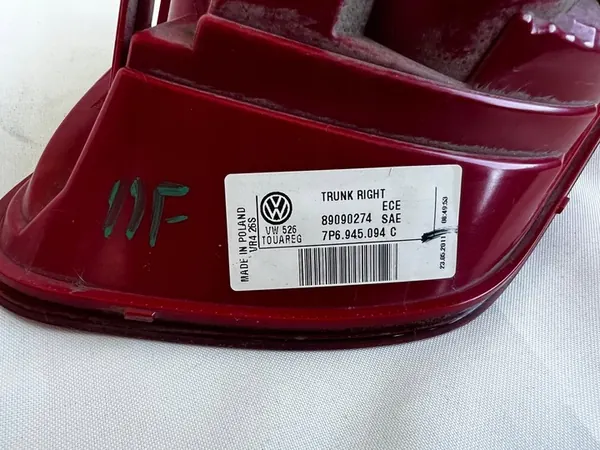 MADE IN POLAND
VR4 26S
VW 526
TOUAREG
TRUNK RIGHT
ECE
89090274 SAE
7P6.945.094 C
23.05.2011 08:49:53